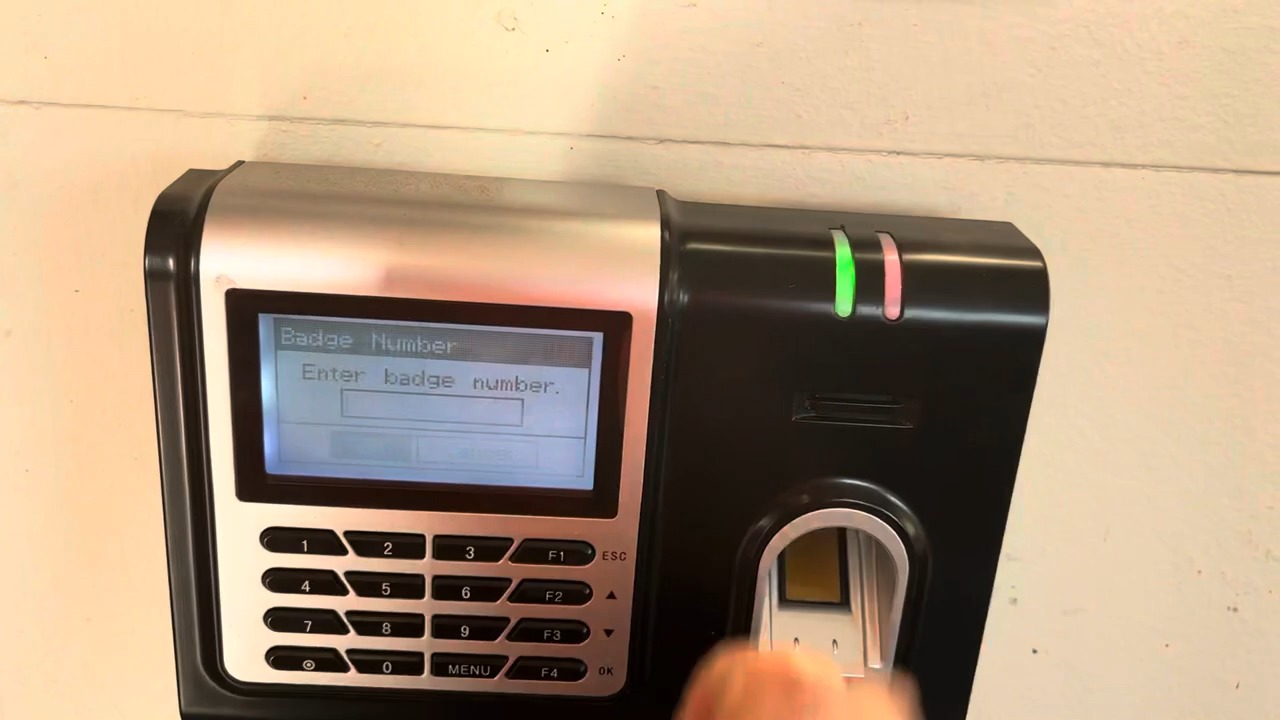 Badge Number
Enter badge number.
1 2 3 F1 ESC
4 5 6 F2 ▲
7 8 9 F3 ▼
0 MENU F4 OK